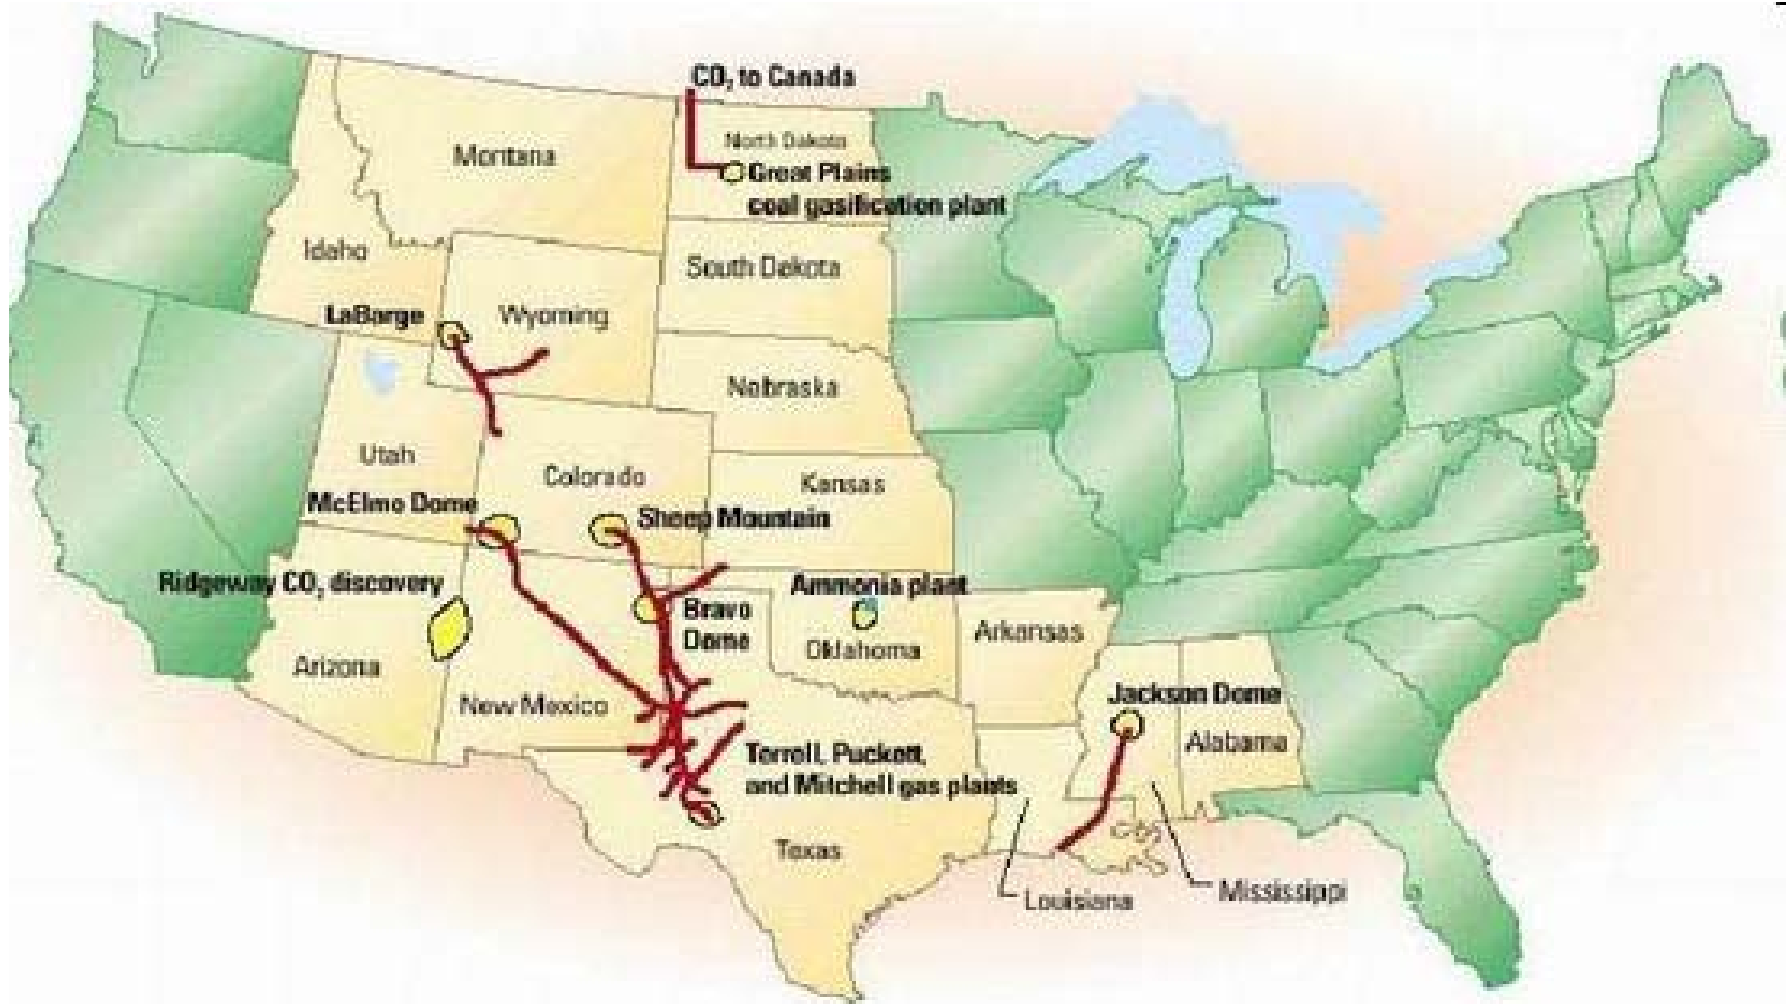 CO, to Canada
North Dakota
Montana
Great Plains
coal gasification plant
Idaho
South Dakota
LaBarge
Wyoming
Nebraska
Utah
Colorado
Kansas
McElmo Dome
Sheep Mountain
Ridgeway CO, discovery
Ammonia plant
Bravo
Dome
Arkansas
Oklahoma
Arizona
New Mexico
Jackson Dome
Alabama
Terrell, Puckett,
and Mitchell gas plants
Texas
Louisiana
Mississippi